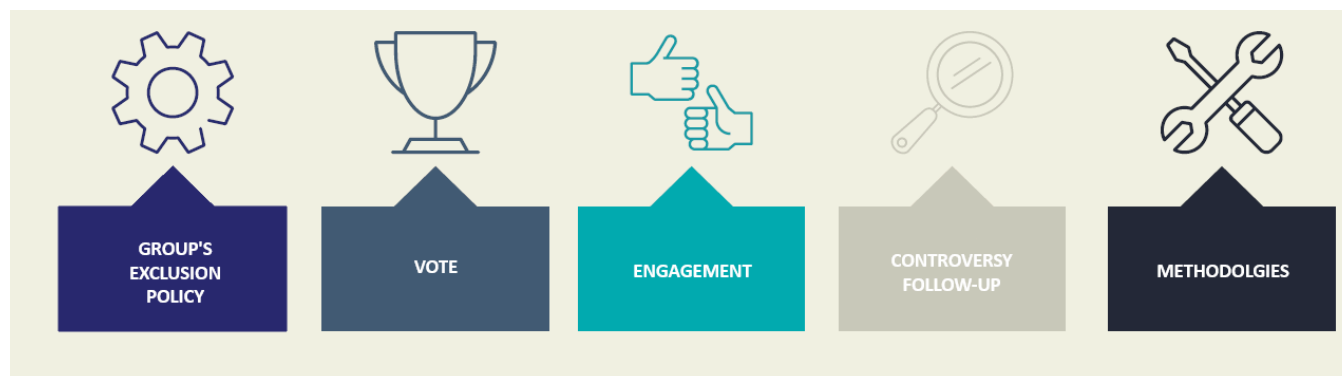 GROUP'S
EXCLUSION
POLICY
VOTE
ENGAGEMENT
CONTROVERSY
FOLLOW-UP
METHODOLGIES